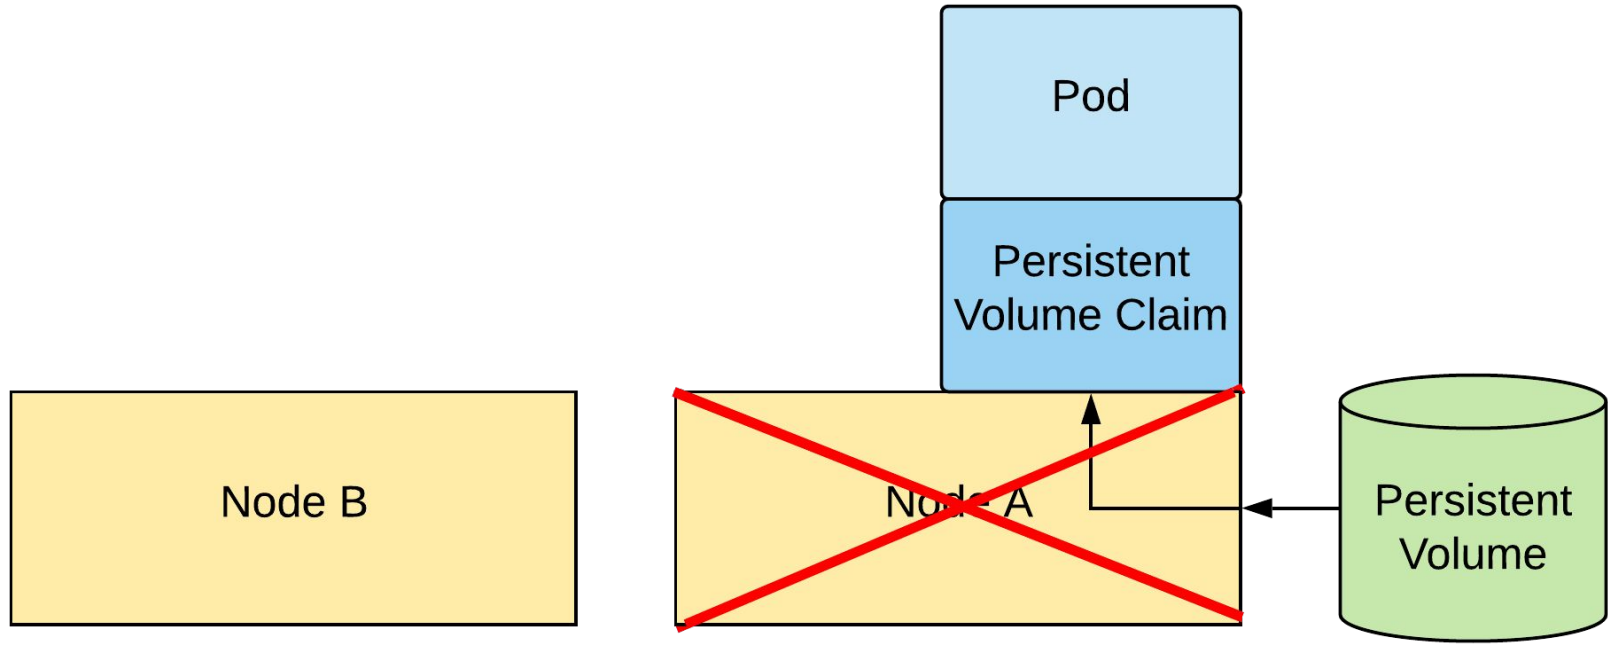 Pod
Persistent
Volume Claim
Node B
Node A
Persistent
Volume